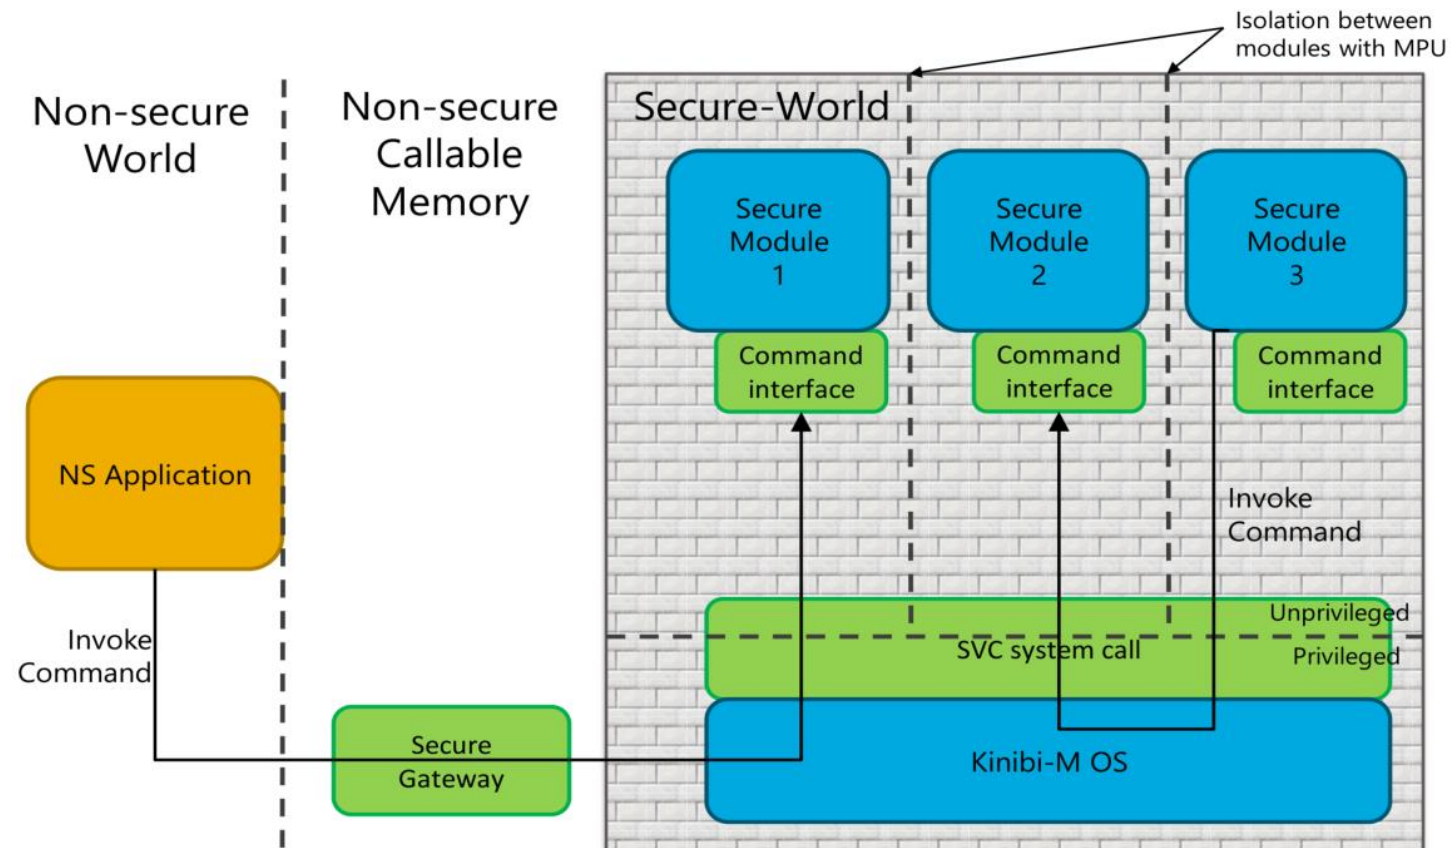 Isolation between
modules with MPU
Non-secure
World
Non-secure
Callable
Memory
Secure-World
Secure
Module
1
Secure
Module
2
Secure
Module
3
Command
interface
Command
interface
Command
interface
NS Application
Invoke
Command
Invoke
Command
Unprivileged
SVC system call
Privileged
Secure
Gateway
Kinibi-M OS